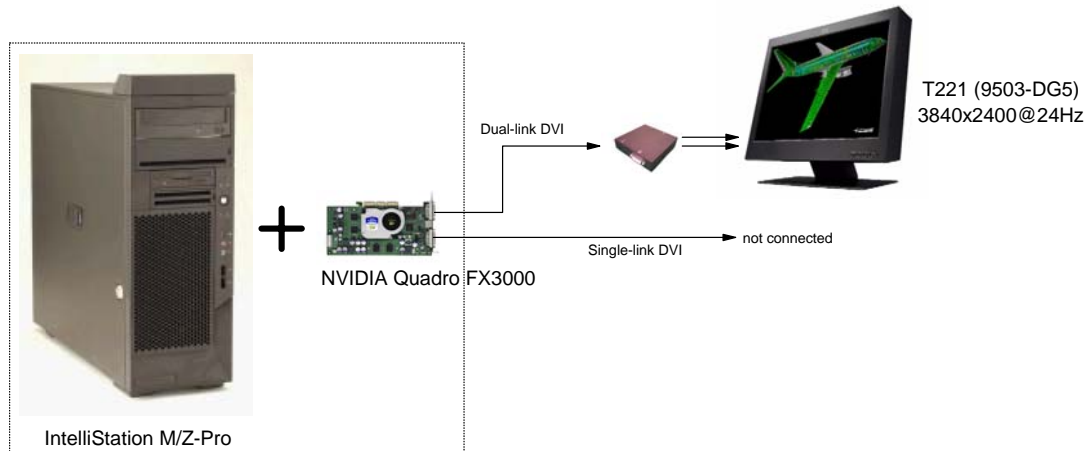 T221 (9503-DG5)
3840x2400@24Hz
Dual-link DVI
Single-link DVI
not connected
NVIDIA Quadro FX3000
IntelliStation M/Z-Pro